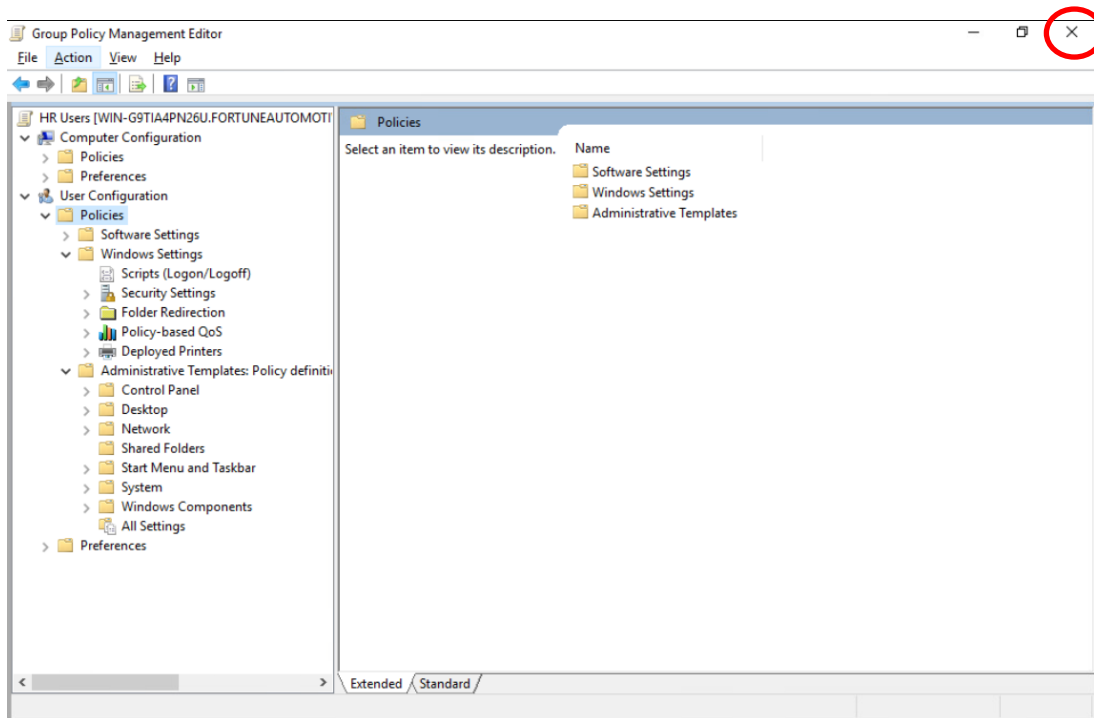 Group Policy Management Editor
File Action View Help
HR Users [WIN-G9TIA4PN26U.FORTUNEAUTOMOTI
Computer Configuration
Policies
Preferences
User Configuration
Policies
Software Settings
Windows Settings
Scripts (Logon/Logoff)
Security Settings
Folder Redirection
Policy-based QoS
Deployed Printers
Administrative Templates: Policy definiti
Control Panel
Desktop
Network
Shared Folders
Start Menu and Taskbar
System
Windows Components
All Settings
Preferences
Policies
Select an item to view its description.
Name
Software Settings
Windows Settings
Administrative Templates
Extended Standard